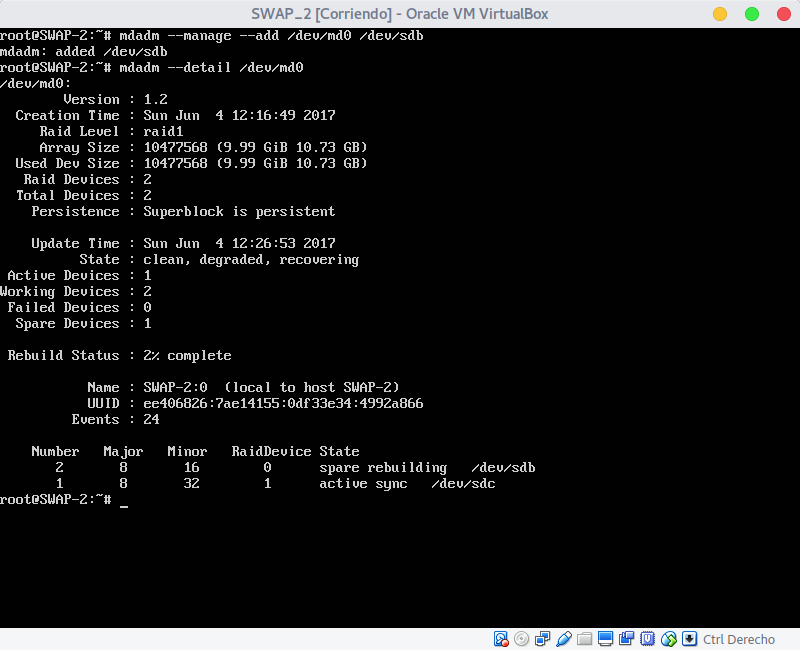 SWAP_2 [Corriendo] - Oracle VM VirtualBox
root@SWAP-2:~# mdadm --manage --add /dev/md0 /dev/sdb
mdadm: added /dev/sdb
root@SWAP-2:~# mdadm --detail /dev/md0
/dev/md0:
        Version : 1.2
  Creation Time : Sun Jun  4 12:16:49 2017
     Raid Level : raid1
     Array Size : 10477568 (9.99 GiB 10.73 GB)
  Used Dev Size : 10477568 (9.99 GiB 10.73 GB)
   Raid Devices : 2
  Total Devices : 2
    Persistence : Superblock is persistent
    Update Time : Sun Jun  4 12:26:53 2017
          State : clean, degraded, recovering
 Active Devices : 1
Working Devices : 2
 Failed Devices : 0
  Spare Devices : 1
 Rebuild Status : 2% complete
           Name : SWAP-2:0  (local to host SWAP-2)
           UUID : ee406826:7ae14155:0df33e34:4992a866
         Events : 24
    Number   Major   Minor   RaidDevice State
       2       8       16        0      spare rebuilding   /dev/sdb
       1       8       32        1      active sync   /dev/sdc
root@SWAP-2:~# _
Ctrl Derecho